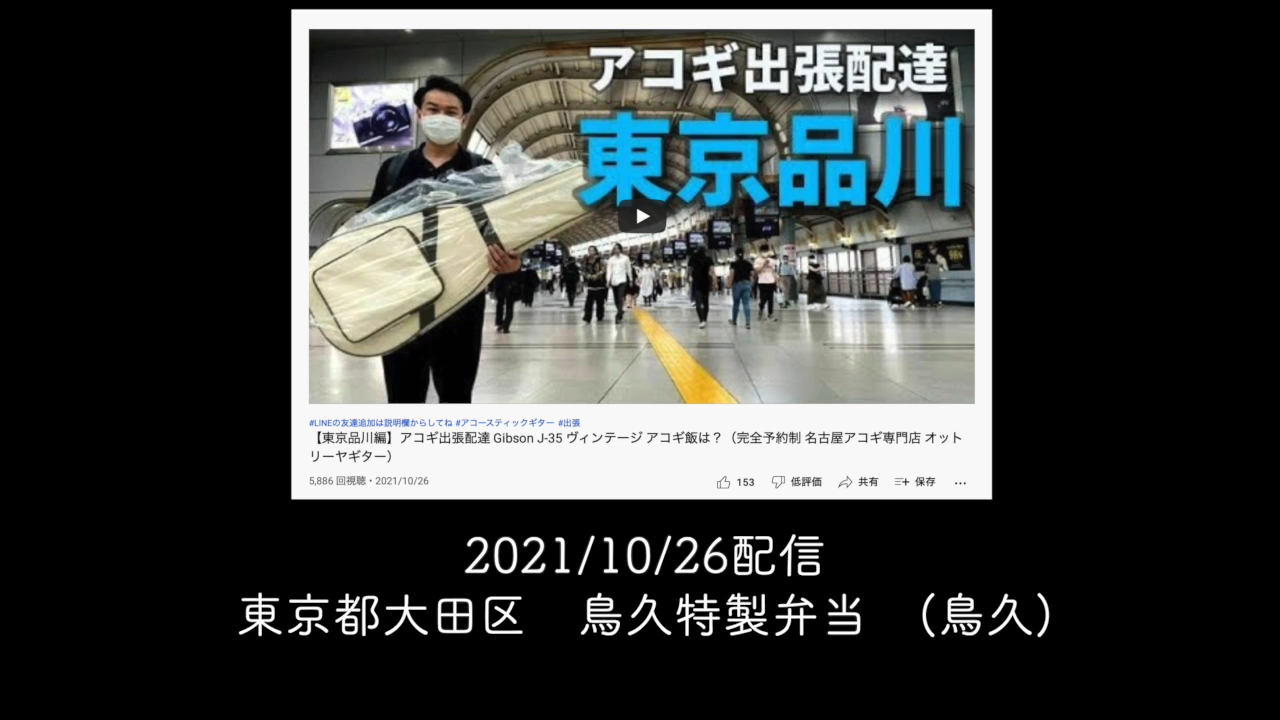 アコギ出張配達
東京品川
#LINEの友達追加は説明欄からしてね #アコースティックギター #出張
【東京品川編】アコギ出張配達 Gibson J-35 ヴィンテージ アコギ飯は？（完全予約制 名古屋アコギ専門店 オット
リーヤギター）
5,886 回視聴・2021/10/26
153 低評価 共有 保存 …
2021/10/26配信
東京都大田区 鳥久特製弁当 （鳥久）